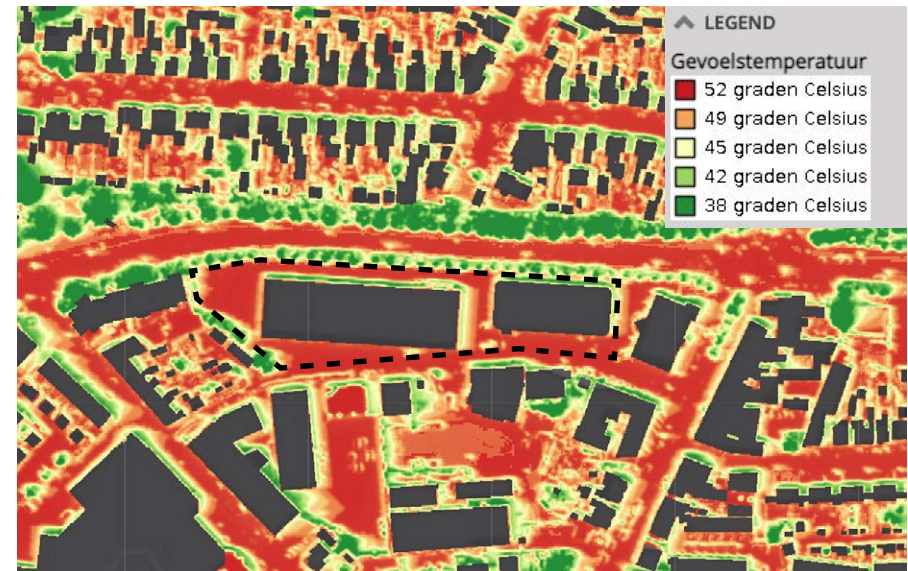 LEGEND
Gevoelstemperatuur
52 graden Celsius
49 graden Celsius
45 graden Celsius
42 graden Celsius
38 graden Celsius